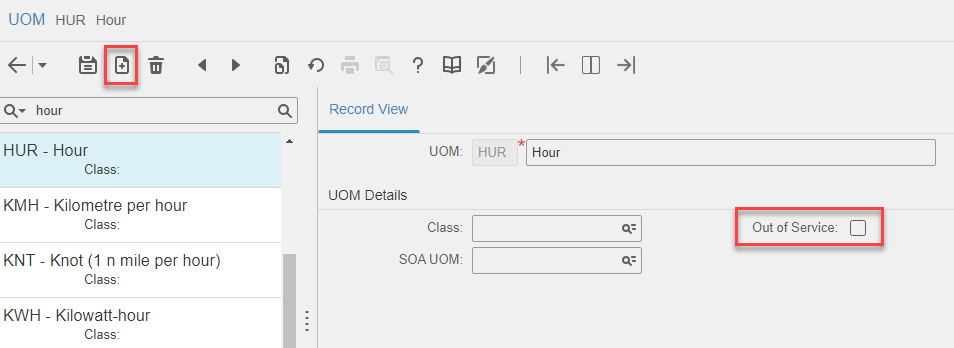 UOM HUR Hour
hour
HUR - Hour
Class:
KMH - Kilometre per hour
KNT - Knot (1 n mile per hour)
Class:
KWH - Kilowatt-hour
Class:
Record View
UOM: HUR * Hour
UOM Details
Class:
Out of Service:
SOA UOM: